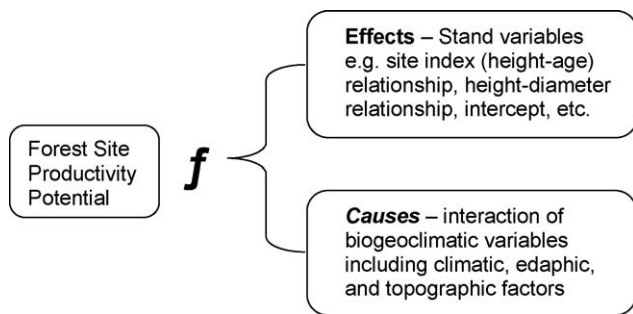 Forest Site
Productivity
Potential
ƒ
Effects – Stand variables
e.g. site index (height-age)
relationship, height-diameter
relationship, intercept, etc.
Causes – interaction of
biogeoclimatic variables
including climatic, edaphic,
and topographic factors